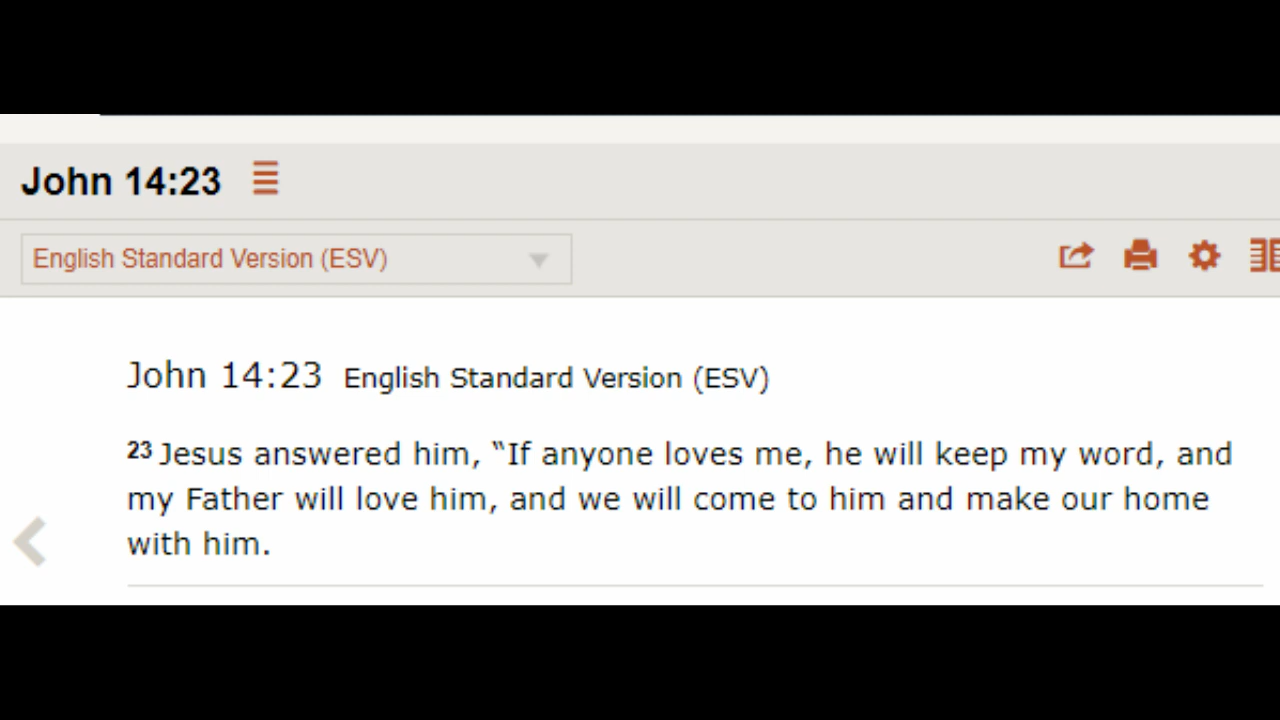 John 14:23
English Standard Version (ESV)
John 14:23 English Standard Version (ESV)
23 Jesus answered him, “If anyone loves me, he will keep my word, and
my Father will love him, and we will come to him and make our home
with him.